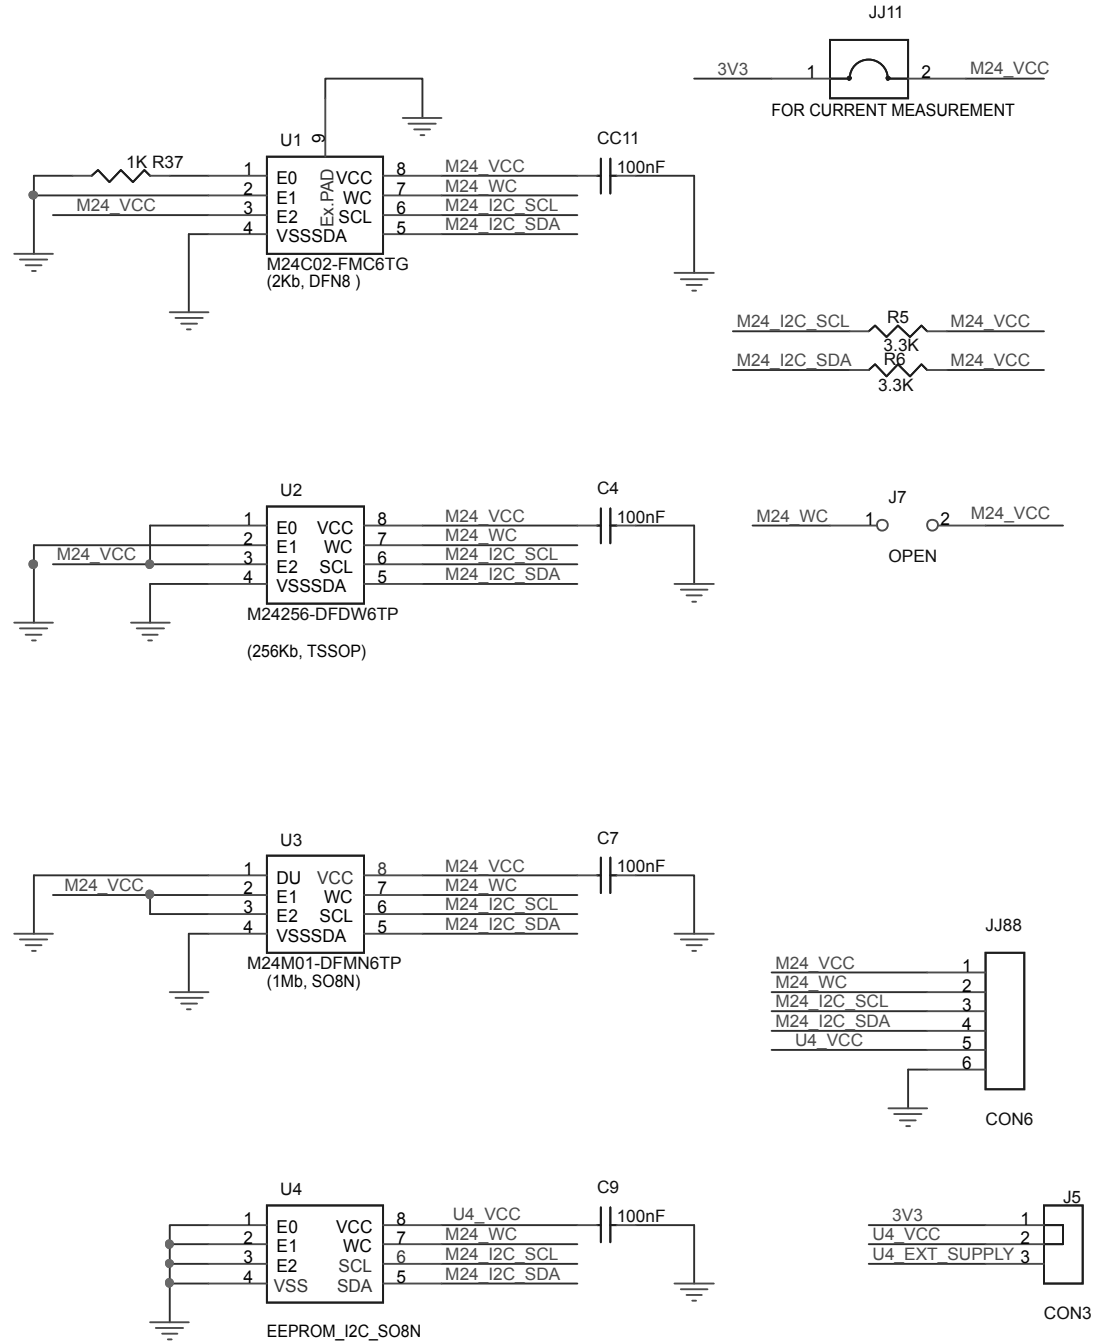 JJ11
3V3 1 2 M24_VCC
FOR CURRENT MEASUREMENT
U1
9
CC11
1K R37
100nF
1 E0 VCC 8 M24_VCC
2 E1 WC 7 M24_WC
M24_VCC 3 E2 SCL 6 M24_I2C_SCL
4 VSSSDA 5 M24_I2C_SDA
Ex.PAD
M24C02-FMC6TG
(2Kb, DFN8 )
M24_I2C_SCL R5 M24_VCC
3.3K
M24_I2C_SDA R6 M24_VCC
3.3K
U2
C4
100nF
1 E0 VCC 8 M24_VCC
2 E1 WC 7 M24_WC
M24_VCC 3 E2 SCL 6 M24_I2C_SCL
4 VSSSDA 5 M24_I2C_SDA
M24256-DFDW6TP
(256Kb, TSSOP)
J7
M24_WC 1 2 M24_VCC
OPEN
U3
C7
100nF
1 DU VCC 8 M24_VCC
M24_VCC 2 E1 WC 7 M24_WC
3 E2 SCL 6 M24_I2C_SCL
4 VSSSDA 5 M24_I2C_SDA
M24M01-DFMN6TP
(1Mb, SO8N)
JJ88
M24_VCC 1
M24_WC 2
M24_I2C_SCL 3
M24_I2C_SDA 4
U4_VCC 5
6
CON6
U4
C9
100nF
1 E0 VCC 8 U4_VCC
2 E1 WC 7 M24_WC
3 E2 SCL 6 M24_I2C_SCL
4 VSS SDA 5 M24_I2C_SDA
EEPROM_I2C_SO8N
J5
3V3 1
U4_VCC 2
U4_EXT_SUPPLY 3
CON3